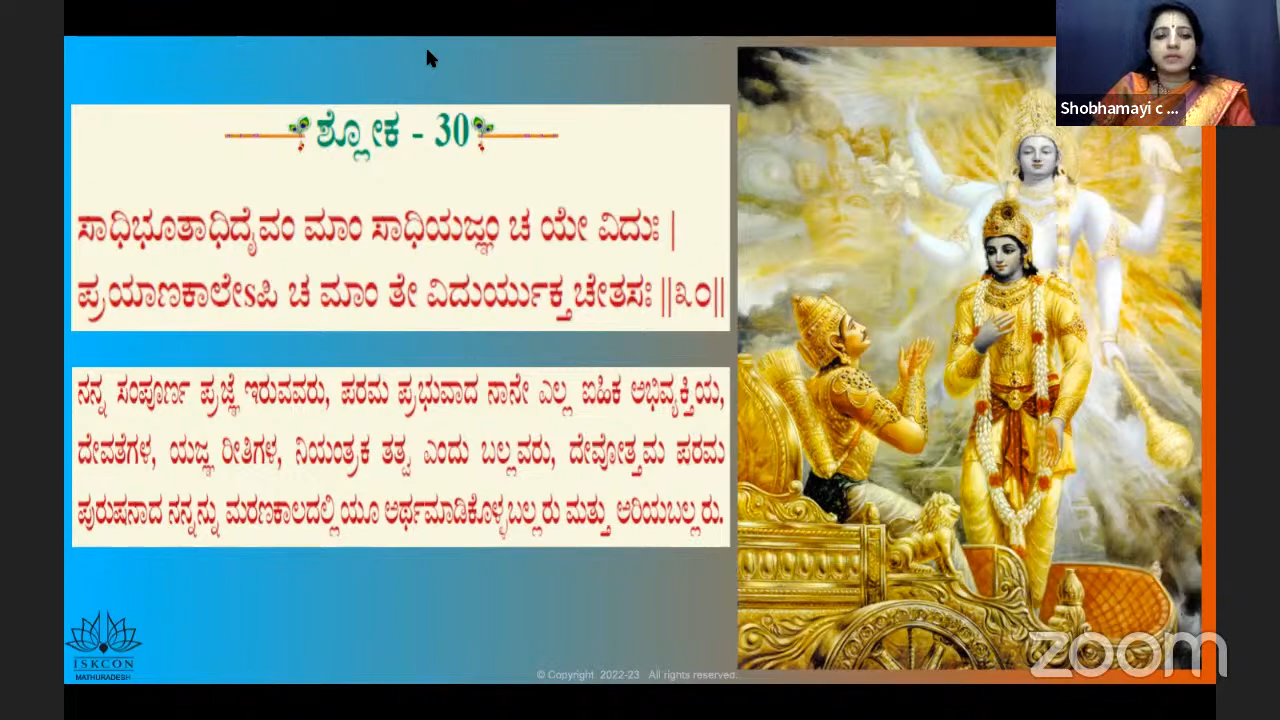 ಶ್ಲೋಕ - 30
ಸಾಧಿಭೂತಾಧಿದೈವಂ ಮಾಂ ಸಾಧಿಯಜ್ಞಂ ಚ ಯೇ ವಿದುಃ |
ಪ್ರಯಾಣಕಾಲೇsಪಿ ಚ ಮಾಂ ತೇ ವಿದುರ್ಯುಕ್ತಚೇತಸಃ ||೩೦||
ನನ್ನ ಸಂಪೂರ್ಣ ಪ್ರಜ್ಞೆ ಇರುವವರು, ಪರಮ ಪ್ರಭುವಾದ ನಾನೇ ಎಲ್ಲ ಐಹಿಕ ಅಭಿವ್ಯಕ್ತಿಯ,
ದೇವತೆಗಳ, ಯಜ್ಞ ರೀತಿಗಳ, ನಿಯಂತ್ರಕ ತತ್ವ ಎಂದು ಬಲ್ಲವರು, ದೇವೋತ್ತಮ ಪರಮ
ಪುರುಷನಾದ ನನ್ನನ್ನು ಮರಣಕಾಲದಲ್ಲಿಯೂ ಅರ್ಥಮಾಡಿಕೊಳ್ಳಬಲ್ಲರು ಮತ್ತು ಅರಿಯಬಲ್ಲರು.
Shobhamayi c ...
ISKCON
MATHURADESH
© Copyright 2022-23 All rights reserved.
zoom